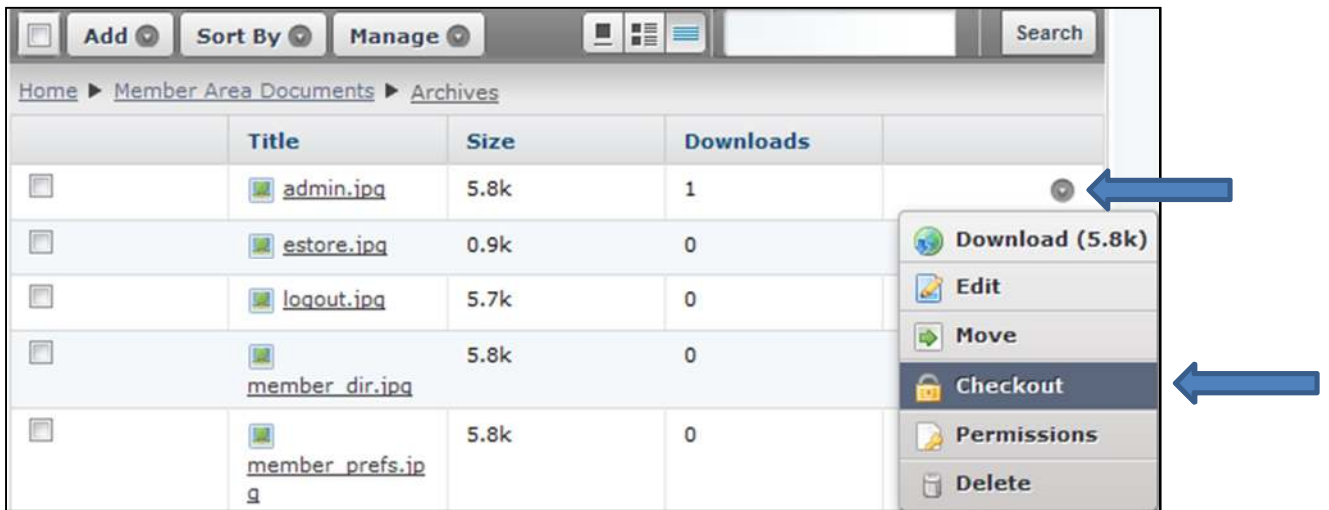 Add Sort By Manage Search
Home Member Area Documents Archives
Title Size Downloads
admin.jpg 5.8k 1
Download (5.8k)
estore.jpg 0.9k 0
Edit
logout.jpg 5.7k 0
Move
member_dir.jpg 5.8k 0
Checkout
member_prefs.jp 5.8k 0
g
Permissions
Delete